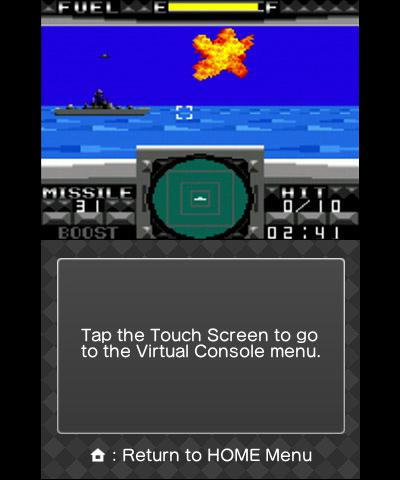 FUEL E F
MISSILE HIT
31 0/10
BOOST 02:41
Tap the Touch Screen to go
to the Virtual Console menu.
: Return to HOME Menu